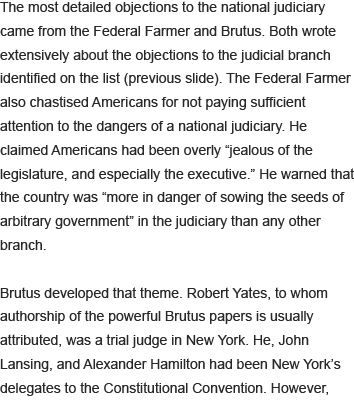 The most detailed objections to the national judiciary
came from the Federal Farmer and Brutus. Both wrote
extensively about the objections to the judicial branch
identified on the list (previous slide). The Federal Farmer
also chastised Americans for not paying sufficient
attention to the dangers of a national judiciary. He
claimed Americans had been overly “jealous of the
legislature, and especially the executive.” He warned that
the country was “more in danger of sowing the seeds of
arbitrary government” in the judiciary than any other
branch.

Brutus developed that theme. Robert Yates, to whom
authorship of the powerful Brutus papers is usually
attributed, was a trial judge in New York. He, John
Lansing, and Alexander Hamilton had been New York’s
delegates to the Constitutional Convention. However,